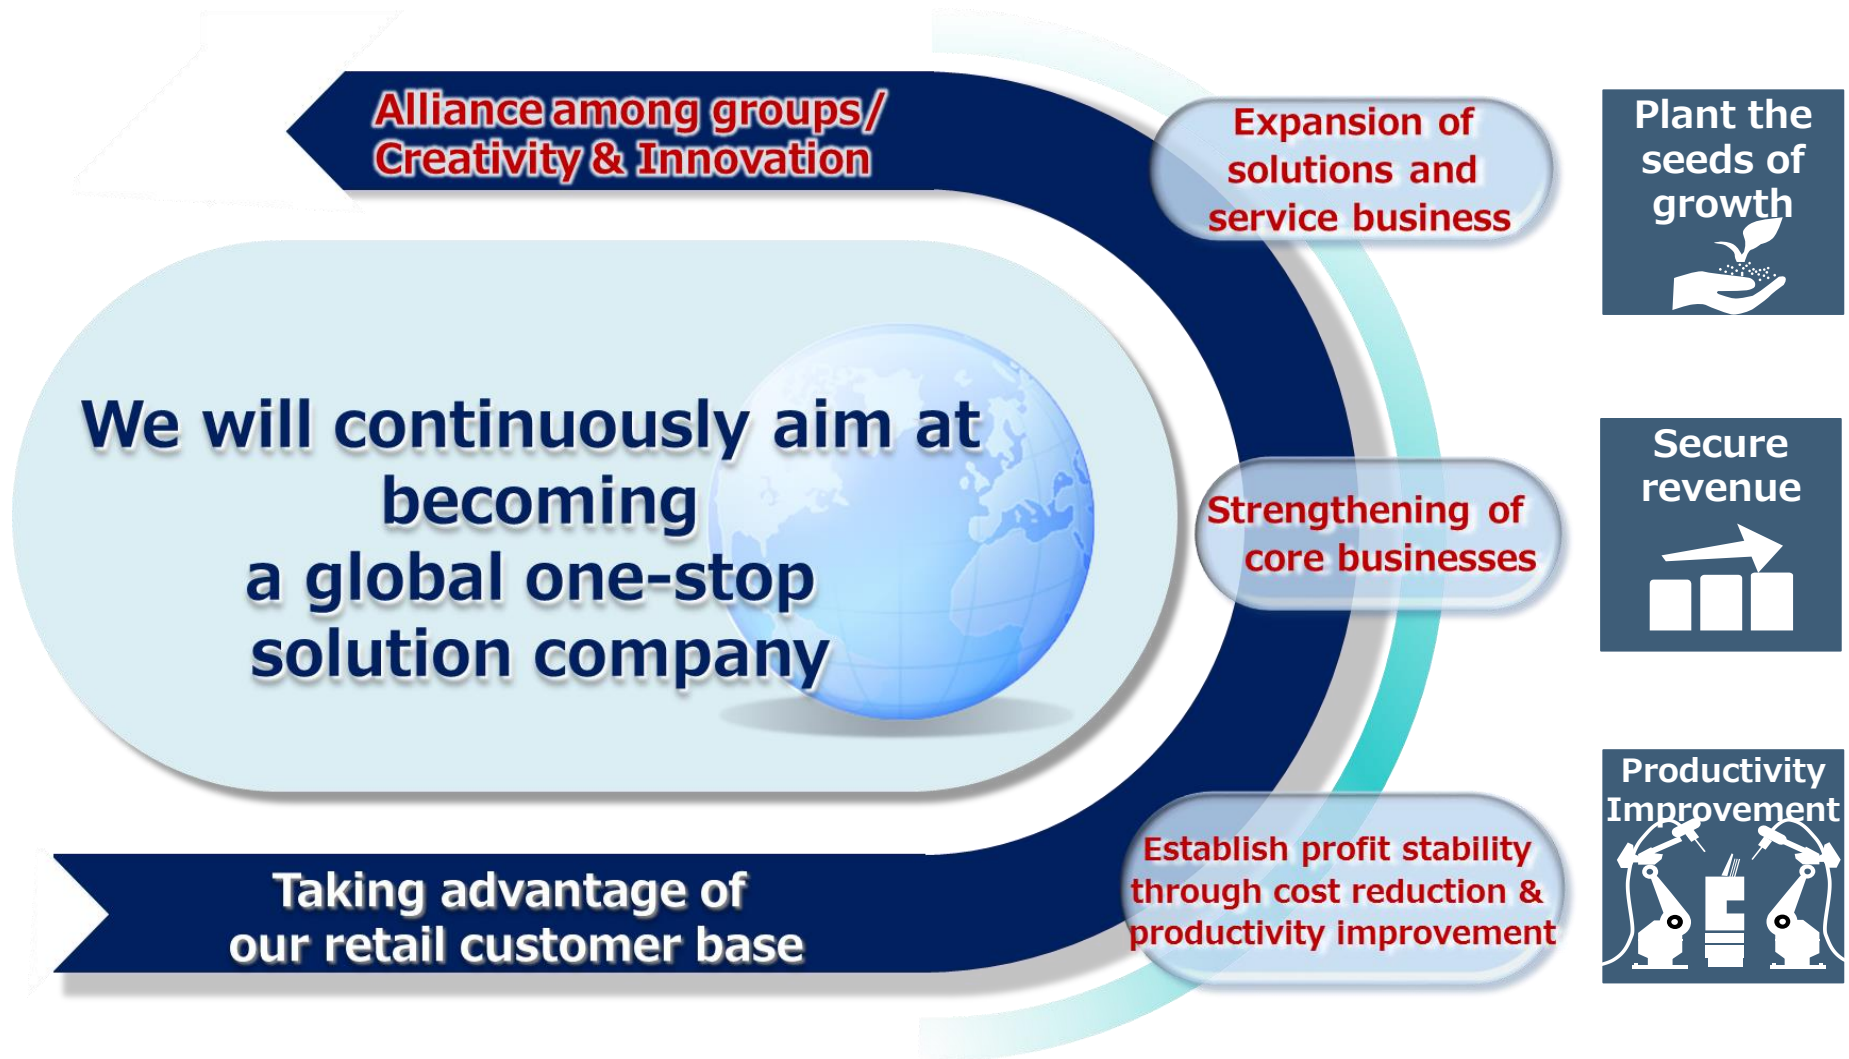 Alliance among groups/
Creativity & Innovation
Expansion of
solutions and
service business
Plant the
seeds of
growth
We will continuously aim at
becoming
a global one-stop
solution company
Strengthening of
core businesses
Secure
revenue
Establish profit stability
through cost reduction &
productivity improvement
Productivity
Improvement
Taking advantage of
our retail customer base